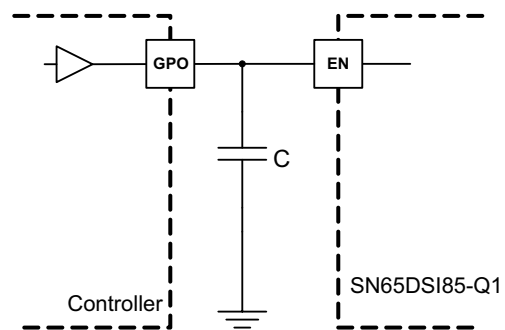 GPO
EN
C
SN65DSI85-Q1
Controller